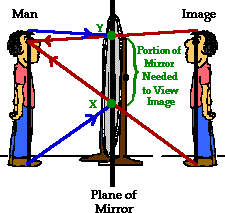 Man
Image
Y
Portion of
Mirror
Needed
to View
Image
X
Plane of
Mirror